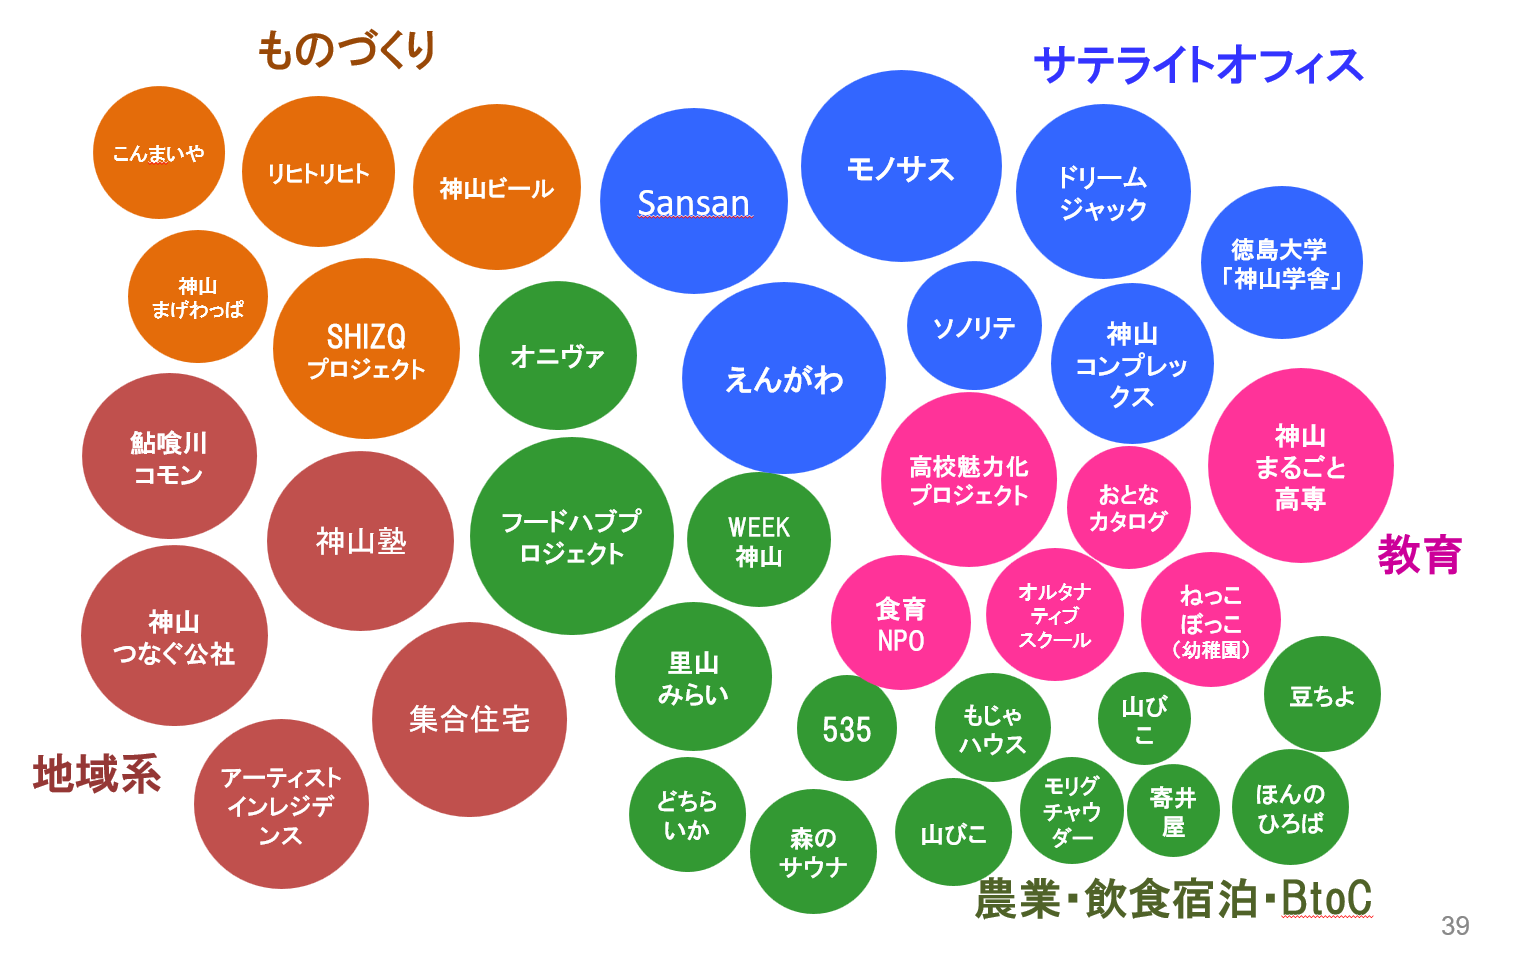 ものづくり
サテライトオフィス
こんまいや
リヒトリヒト
神山ビール
Sansan
モノサス
ドリーム
ジャック
徳島大学
「神山学舎」
神山
まげわっぱ
SHIZQ
プロジェクト
オニヴァ
えんがわ
ソノリテ
神山
コンプレッ
クス
鮎喰川
コモン
神山塾
フードハブプ
ロジェクト
WEEK
神山
高校魅力化
プロジェクト
おとな
カタログ
神山
まるごと
高専
教育
神山
つなぐ公社
集合住宅
里山
みらい
食育
NPO
オルタナ
ティブ
スクール
ねっこ
ぼっこ
（幼稚園）
地域系
アーティスト
インレジデ
ンス
535
もじゃ
ハウス
山び
こ
豆ちよ
どちら
いか
森の
サウナ
山びこ
モリグ
チャウ
ダー
寄井
屋
ほんの
ひろば
農業・飲食宿泊・BtoC
39